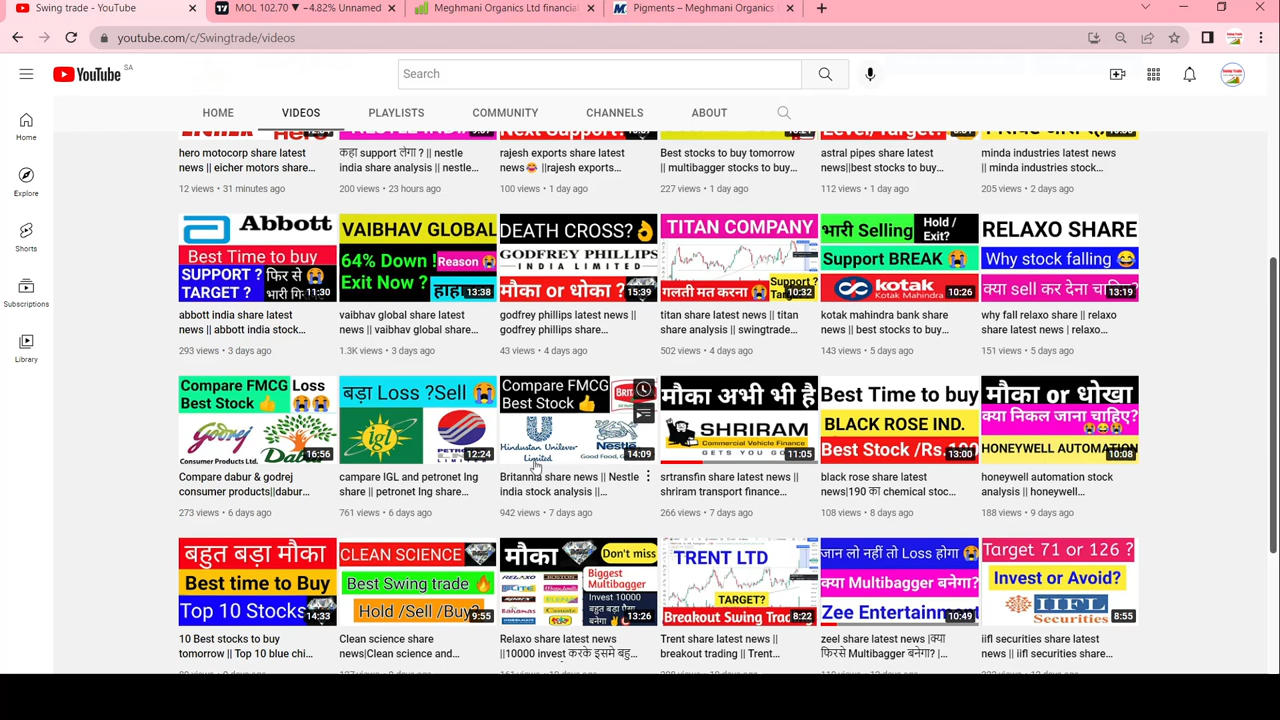 Swing trade - YouTube
MOL 102.70 ▼ −4.82% Unnamed
Meghmani Organics Ltd financial
Pigments – Meghmani Organics
youtube.com/c/Swingtrade/videos
YouTube SA
Search
HOME
VIDEOS
PLAYLISTS
COMMUNITY
CHANNELS
ABOUT
Home
Explore
Shorts
Subscriptions
Library
hero motocorp share latest
news || eicher motors share...
12 views • 31 minutes ago
कहा support लेगा ? || nestle
india share analysis || nestle...
200 views • 23 hours ago
rajesh exports share latest
news😂 ||rajesh exports...
100 views • 1 day ago
Best stocks to buy tomorrow
|| multibagger stocks to buy...
227 views • 1 day ago
astral pipes share latest
news||best stocks to buy...
112 views • 1 day ago
minda industries latest news
|| minda industries stock...
205 views • 2 days ago
Abbott
Best Time to buy
SUPPORT ? फिर से
TARGET ?
11:30
abbott india share latest
news || abbott india stock...
293 views • 3 days ago
VAIBHAV GLOBAL
64% Down ! Reason
Exit Now ?
13:38
vaibhav global share latest
news || vaibhav global share...
1.3K views • 3 days ago
DEATH CROSS?👌
GODFREY PHILLIPS
INDIA LIMITED
मौका or धोका ?
15:39
godfrey phillips latest news ||
godfrey phillips share...
43 views • 4 days ago
TITAN COMPANY
Support ?
गलती मत करना 😭
10:32
titan share latest news || titan
share analysis || swingtrade...
502 views • 4 days ago
भारी Selling Hold /
Exit?
Support BREAK 😭
kotak
Kotak Mahindra
10:26
kotak mahindra bank share
news || best stocks to buy...
143 views • 5 days ago
RELAXO SHARE
Why stock falling 😂
क्या sell कर देना चाहिए?
13:19
why fall relaxo share || relaxo
share latest news | relaxo...
151 views • 5 days ago
Compare FMCG Loss
Best Stock 👍 😭😭
Godrej Dabur
Consumer Products Ltd.
16:56
Compare dabur & godrej
consumer products||dabur...
273 views • 6 days ago
बड़ा Loss ?Sell 😭
igl
12:24
campare IGL and petronet lng
share || petronet lng share...
761 views • 6 days ago
Compare FMCG
Best Stock 👍
Hindustan Unilever
Limited
Nestle
14:09
Britannia share news || Nestle
india stock analysis ||...
942 views • 7 days ago
मौका अभी भी है
SHRIRAM
Commercial Vehicle Finance
11:05
srtransfin share latest news ||
shriram transport finance...
266 views • 7 days ago
Best Time to buy
BLACK ROSE IND.
Best Stock /Rs.190
13:00
black rose share latest
news|190 का chemical stoc...
108 views • 8 days ago
मौका or धोखा
क्या निकल जाना चाहिए?
HONEYWELL AUTOMATION
10:08
honeywell automation stock
analysis || honeywell...
188 views • 9 days ago
बहुत बड़ा मौका
Best time to Buy
Top 10 Stocks
14:33
10 Best stocks to buy
tomorrow || Top 10 blue chi...
CLEAN SCIENCE
Best Swing trade 🔥
Hold /Sell /Buy?
9:55
Clean science share
news|Clean science and...
मौका Don't miss
Biggest
Multibagger
Invest 10000
13:26
Relaxo share latest news
||10000 invest करके इसमे बहु...
TRENT LTD
TARGET?
Breakout Swing Trade
8:22
Trent share latest news ||
breakout trading || Trent...
जान लो नहीं तो Loss होगा 😭
क्या Multibagger बनेगा?
Zee Entertainment
10:49
zeel share latest news |क्या
फिरसे Multibagger बनेगा? |...
Target 71 or 126 ?
Invest or Avoid?
IIFL
Securities
8:55
iifl securities share latest
news || iifl securities share...